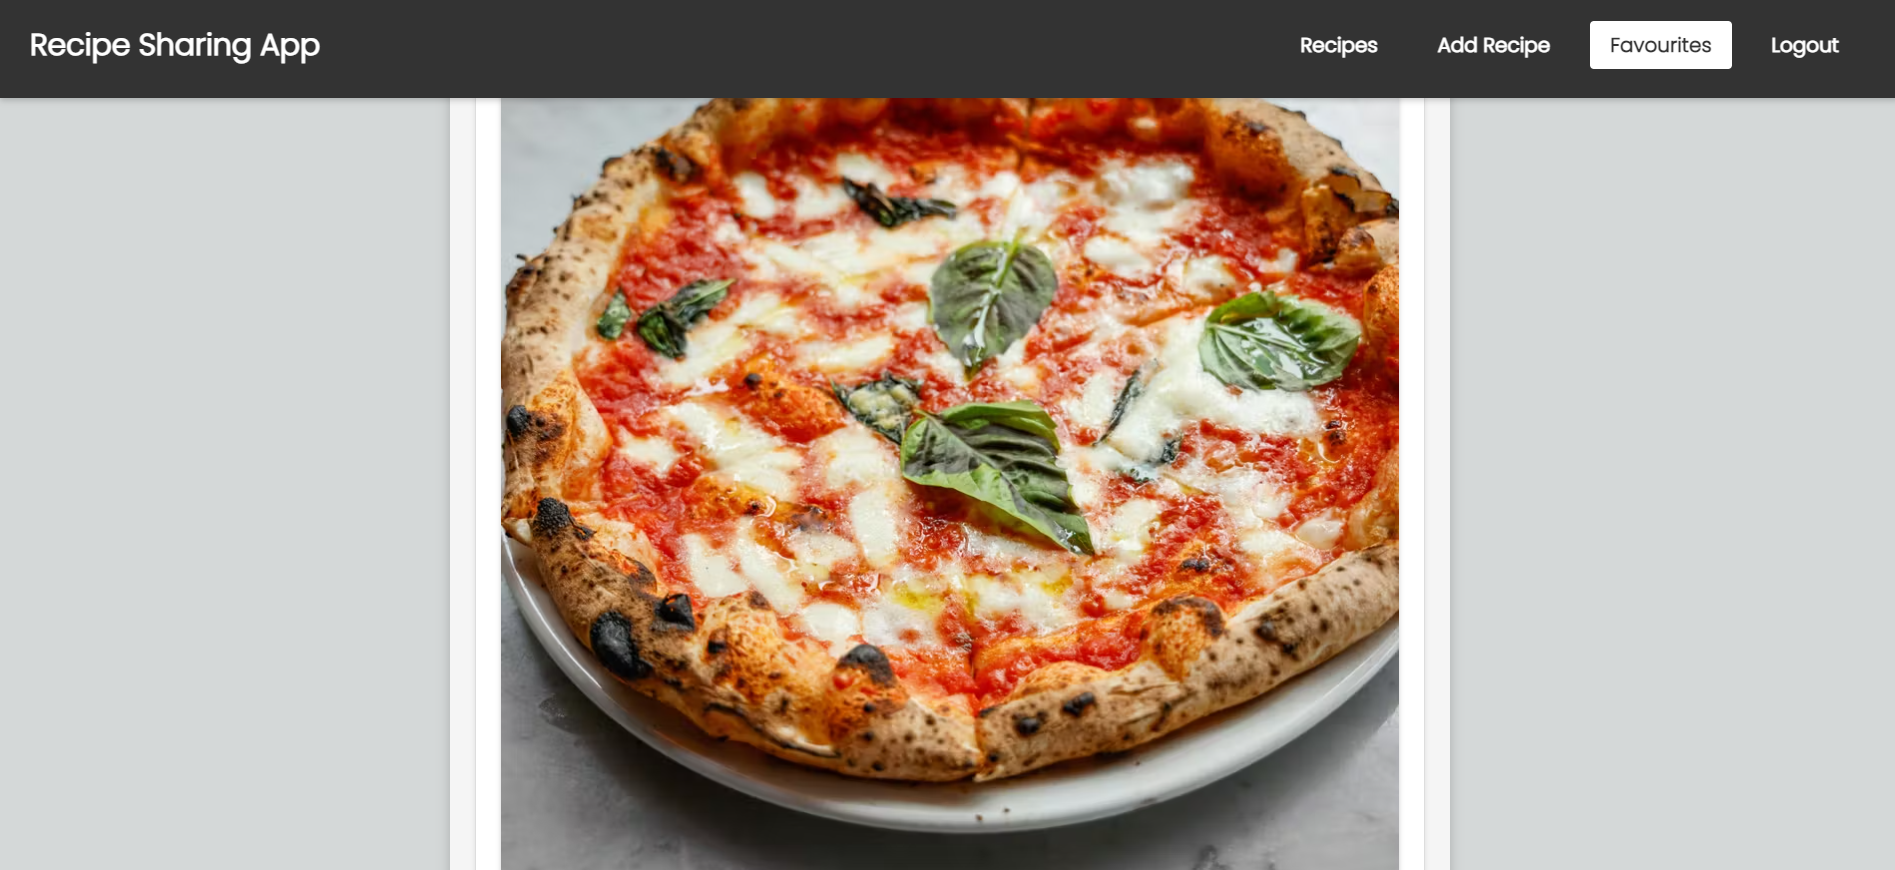 Recipe Sharing App
Recipes
Add Recipe
Favourites
Logout